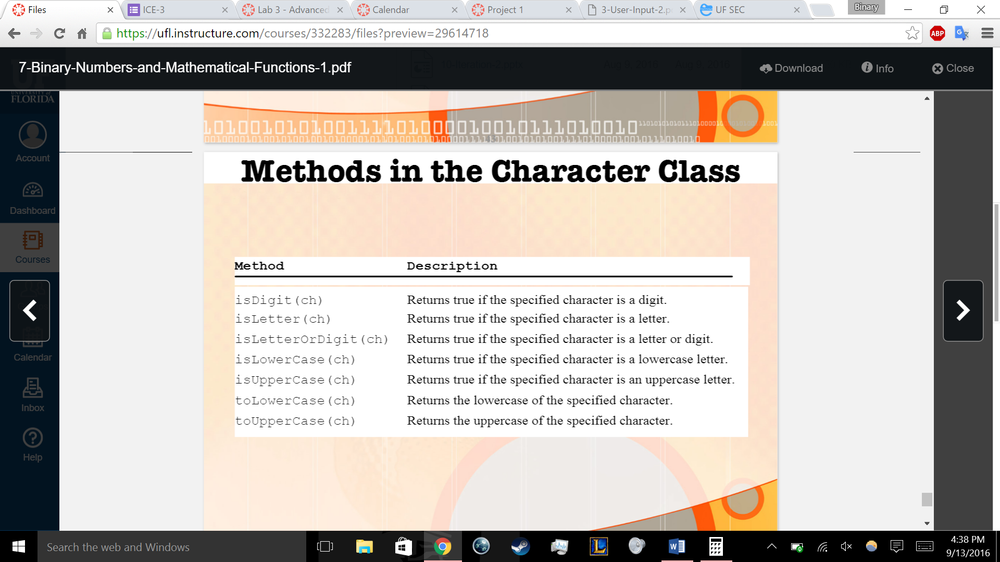 Files
ICE-3
Lab 3 - Advanced
Calendar
Project 1
3-User-Input-2.p
UF SEC
Binary
https://ufl.instructure.com/courses/332283/files?preview=29614718
ABP
7-Binary-Numbers-and-Mathematical-Functions-1.pdf
Download
Info
Close
UNIVERSITY of
FLORIDA
Account
Dashboard
Courses
Calendar
Inbox
Help
Methods in the Character Class
Method Description
isDigit(ch) Returns true if the specified character is a digit.
isLetter(ch) Returns true if the specified character is a letter.
isLetterOrDigit(ch) Returns true if the specified character is a letter or digit.
isLowerCase(ch) Returns true if the specified character is a lowercase letter.
isUpperCase(ch) Returns true if the specified character is an uppercase letter.
toLowerCase(ch) Returns the lowercase of the specified character.
toUpperCase(ch) Returns the uppercase of the specified character.
Search the web and Windows
4:38 PM
9/13/2016